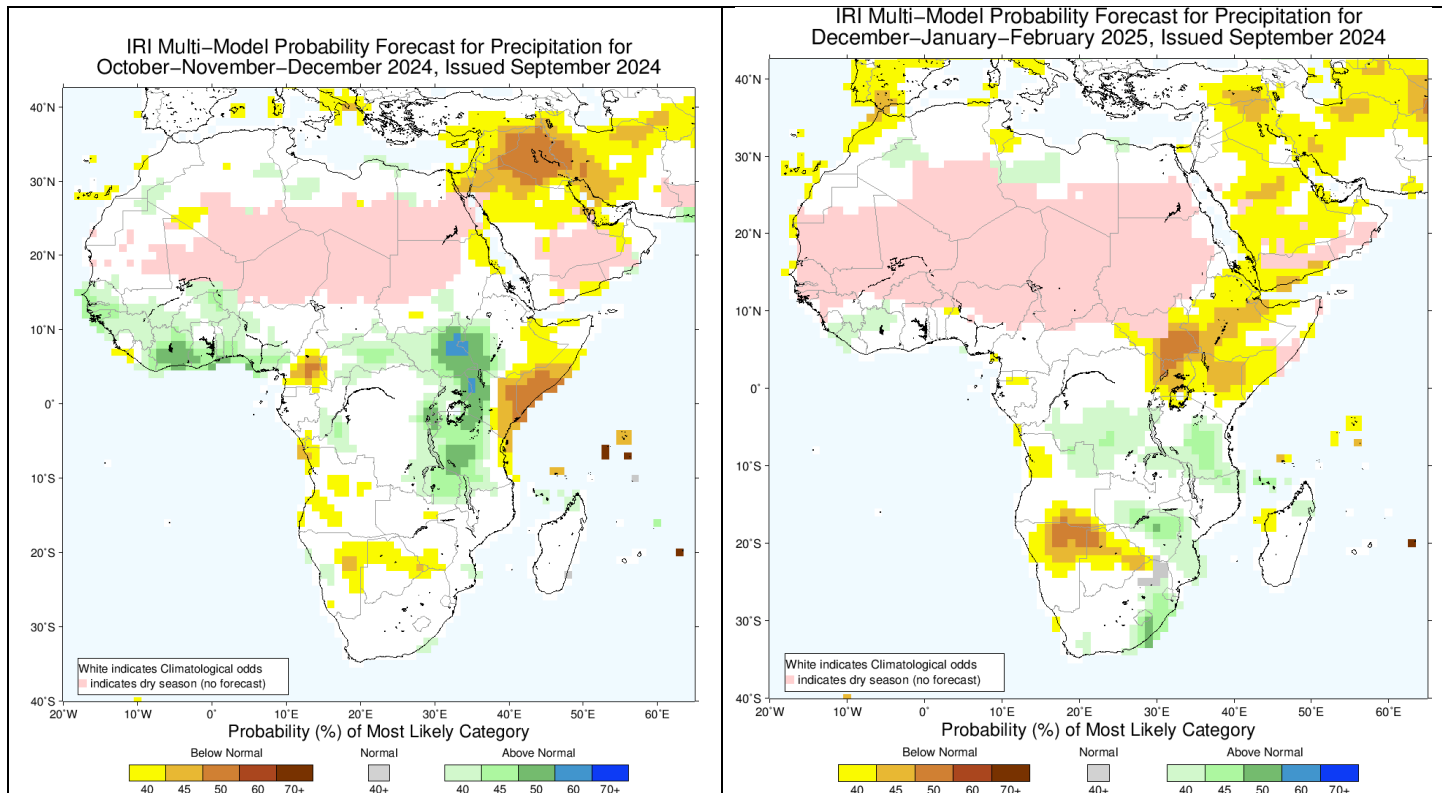 IRI Multi−Model Probability Forecast for Precipitation for
October−November−December 2024, Issued September 2024
40˚N
30˚N
20˚N
10˚N
0˚
10˚S
20˚S
30˚S
40˚S
White indicates Climatological odds
indicates dry season (no forecast)
20˚W 10˚W 0˚ 10˚E 20˚E 30˚E 40˚E 50˚E 60˚E
Probability (%) of Most Likely Category
Below Normal Normal Above Normal
40 45 50 60 70+ 40+ 40 45 50 60 70+
IRI Multi−Model Probability Forecast for Precipitation for
December−January−February 2025, Issued September 2024
40˚N
30˚N
20˚N
10˚N
0˚
10˚S
20˚S
30˚S
40˚S
White indicates Climatological odds
indicates dry season (no forecast)
20˚W 10˚W 0˚ 10˚E 20˚E 30˚E 40˚E 50˚E 60˚E
Probability (%) of Most Likely Category
Below Normal Normal Above Normal
40 45 50 60 70+ 40+ 40 45 50 60 70+